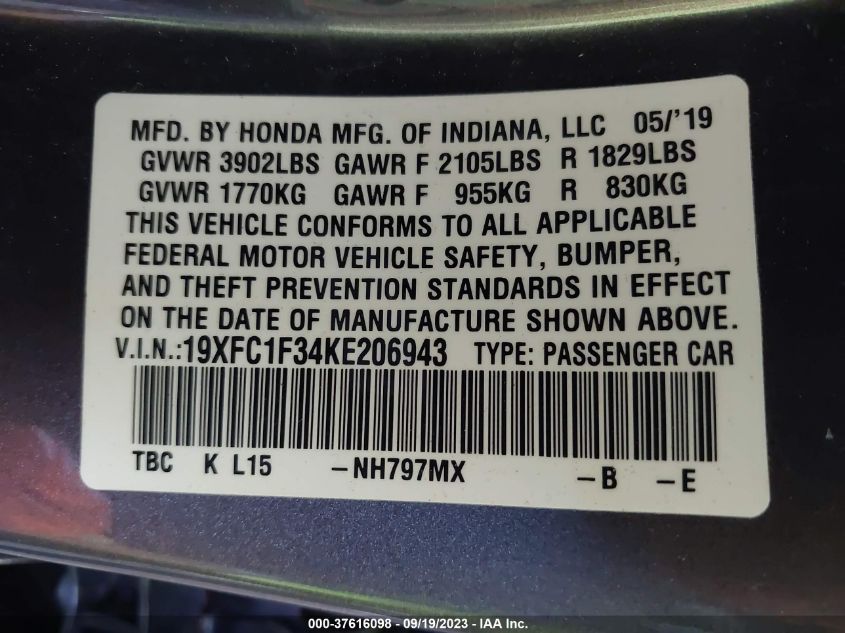 MFD. BY HONDA MFG. OF INDIANA, LLC 05/'19
GVWR 3902LBS GAWR F 2105LBS R 1829LBS
GVWR 1770KG GAWR F 955KG R 830KG
THIS VEHICLE CONFORMS TO ALL APPLICABLE
FEDERAL MOTOR VEHICLE SAFETY, BUMPER,
AND THEFT PREVENTION STANDARDS IN EFFECT
ON THE DATE OF MANUFACTURE SHOWN ABOVE.
V.I.N.:19XFC1F34KE206943 TYPE: PASSENGER CAR
TBC K L15 -NH797MX -B -E
000-37616098 - 09/19/2023 - IAA Inc.